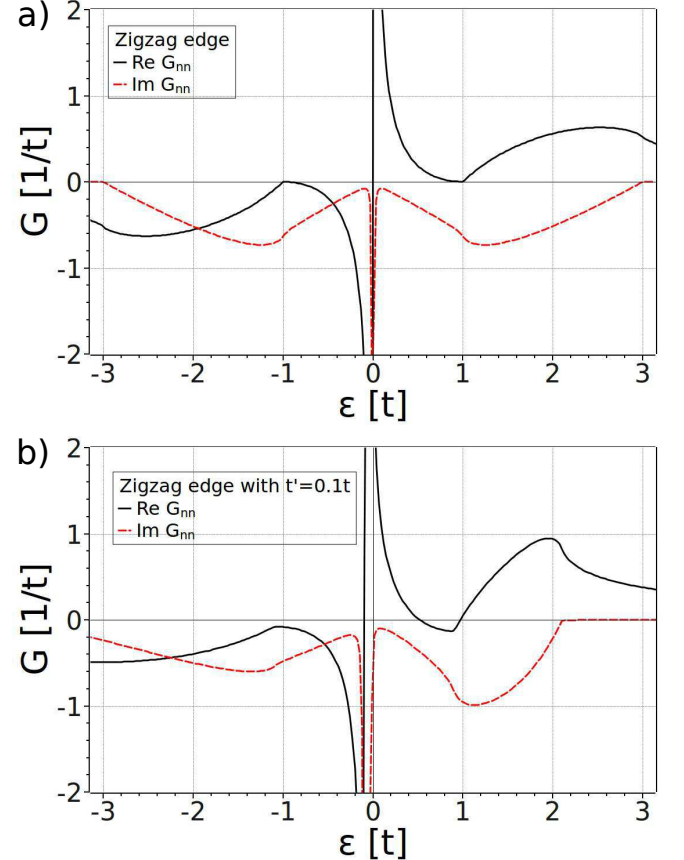 a)
2
1
0
-1
-2
G [1/t]
Zigzag edge
Re Gnn
Im Gnn
-3 -2 -1 0 1 2 3
ε [t]
b)
2
1
0
-1
-2
G [1/t]
Zigzag edge with t'=0.1t
Re Gnn
Im Gnn
-3 -2 -1 0 1 2 3
ε [t]